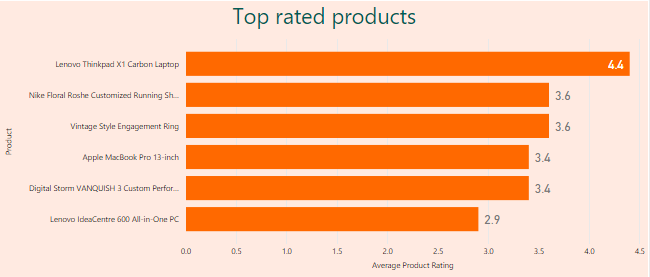 Top rated products
Product
Lenovo Thinkpad X1 Carbon Laptop
4.4
Nike Floral Roshe Customized Running Sh...
3.6
Vintage Style Engagement Ring
3.6
Apple MacBook Pro 13-inch
3.4
Digital Storm VANQUISH 3 Custom Perfor...
3.4
Lenovo IdeaCentre 600 All-in-One PC
2.9
0.0 0.5 1.0 1.5 2.0 2.5 3.0 3.5 4.0 4.5
Average Product Rating